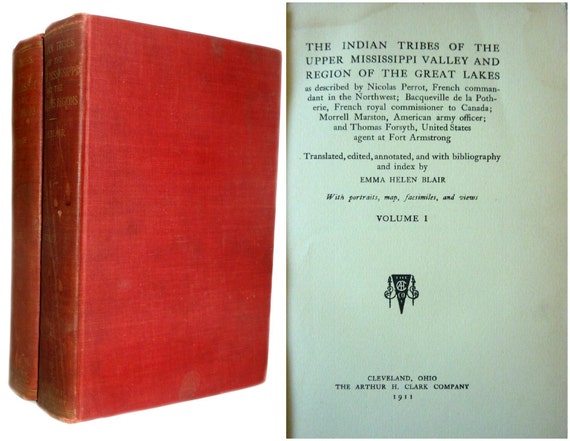 THE INDIAN TRIBES OF THE
UPPER MISSISSIPPI VALLEY AND
REGION OF THE GREAT LAKES
as described by Nicolas Perrot, French comman-
dant in the Northwest; Bacqueville de la Poth-
erie, French royal commissioner to Canada;
Morrell Marston, American army officer;
and Thomas Forsyth, United States
agent at Fort Armstrong
Translated, edited, annotated, and with bibliography
and index by
EMMA HELEN BLAIR
With portraits, map, facsimiles, and views
VOLUME I
CLEVELAND, OHIO
THE ARTHUR H. CLARK COMPANY
1911